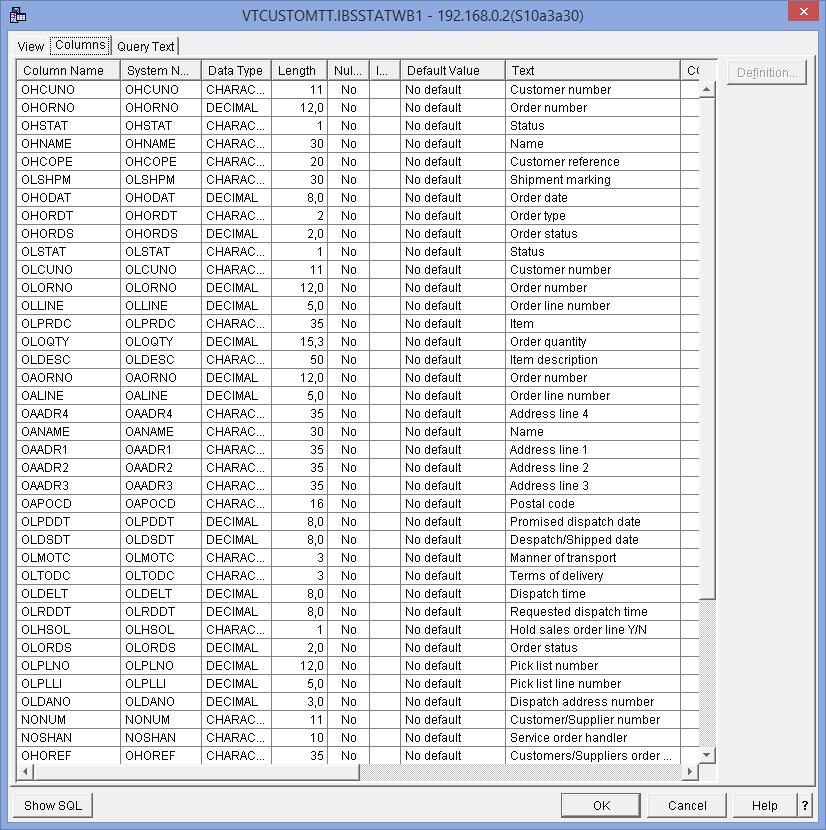 VTCUSTOMTT.IBSSTATWB1 - 192.168.0.2(S10a3a30)
View Columns Query Text
Column Name System N... Data Type Length Nul... I... Default Value Text CC
Definition...
OHCUNO OHCUNO CHARAC... 11 No No default Customer number
OHORNO OHORNO DECIMAL 12,0 No No default Order number
OHSTAT OHSTAT CHARAC... 1 No No default Status
OHNAME OHNAME CHARAC... 30 No No default Name
OHCOPE OHCOPE CHARAC... 20 No No default Customer reference
OLSHPM OLSHPM CHARAC... 30 No No default Shipment marking
OHODAT OHODAT DECIMAL 8,0 No No default Order date
OHORDT OHORDT CHARAC... 2 No No default Order type
OHORDS OHORDS DECIMAL 2,0 No No default Order status
OLSTAT OLSTAT CHARAC... 1 No No default Status
OLCUNO OLCUNO CHARAC... 11 No No default Customer number
OLORNO OLORNO DECIMAL 12,0 No No default Order number
OLLINE OLLINE DECIMAL 5,0 No No default Order line number
OLPRDC OLPRDC CHARAC... 35 No No default Item
OLOQTY OLOQTY DECIMAL 15,3 No No default Order quantity
OLDESC OLDESC CHARAC... 50 No No default Item description
OAORNO OAORNO DECIMAL 12,0 No No default Order number
OALINE OALINE DECIMAL 5,0 No No default Order line number
OAADR4 OAADR4 CHARAC... 35 No No default Address line 4
OANAME OANAME CHARAC... 30 No No default Name
OAADR1 OAADR1 CHARAC... 35 No No default Address line 1
OAADR2 OAADR2 CHARAC... 35 No No default Address line 2
OAADR3 OAADR3 CHARAC... 35 No No default Address line 3
OAPOCD OAPOCD CHARAC... 16 No No default Postal code
OLPDDT OLPDDT DECIMAL 8,0 No No default Promised dispatch date
OLDSDT OLDSDT DECIMAL 8,0 No No default Despatch/Shipped date
OLMOTC OLMOTC CHARAC... 3 No No default Manner of transport
OLTODC OLTODC CHARAC... 3 No No default Terms of delivery
OLDELT OLDELT DECIMAL 8,0 No No default Dispatch time
OLRDDT OLRDDT DECIMAL 8,0 No No default Requested dispatch time
OLHSOL OLHSOL CHARAC... 1 No No default Hold sales order line Y/N
OLORDS OLORDS DECIMAL 2,0 No No default Order status
OLPLNO OLPLNO DECIMAL 12,0 No No default Pick list number
OLPLLI OLPLLI DECIMAL 5,0 No No default Pick list line number
OLDANO OLDANO DECIMAL 3,0 No No default Dispatch address number
NONUM NONUM CHARAC... 11 No No default Customer/Supplier number
NOSHAN NOSHAN CHARAC... 10 No No default Service order handler
OHOREF OHOREF CHARAC... 35 No No default Customers/Suppliers order ...
Show SQL OK Cancel Help ?